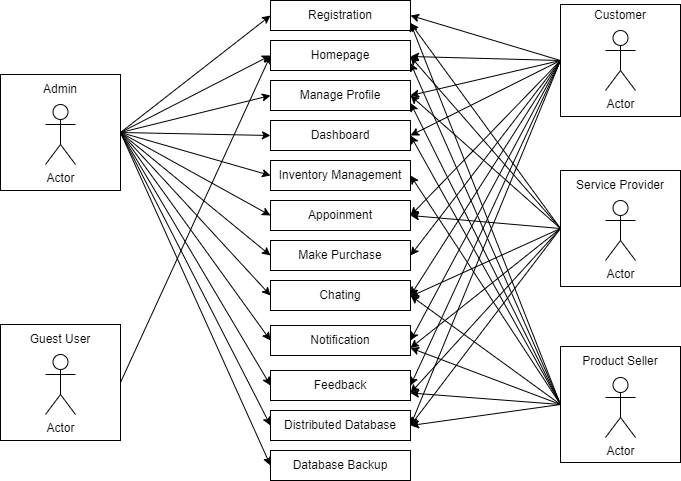 Registration
Customer
Actor
Homepage
Admin
Actor
Manage Profile
Dashboard
Inventory Management
Service Provider
Actor
Appoinment
Make Purchase
Chating
Guest User
Actor
Notification
Product Seller
Actor
Feedback
Distributed Database
Database Backup